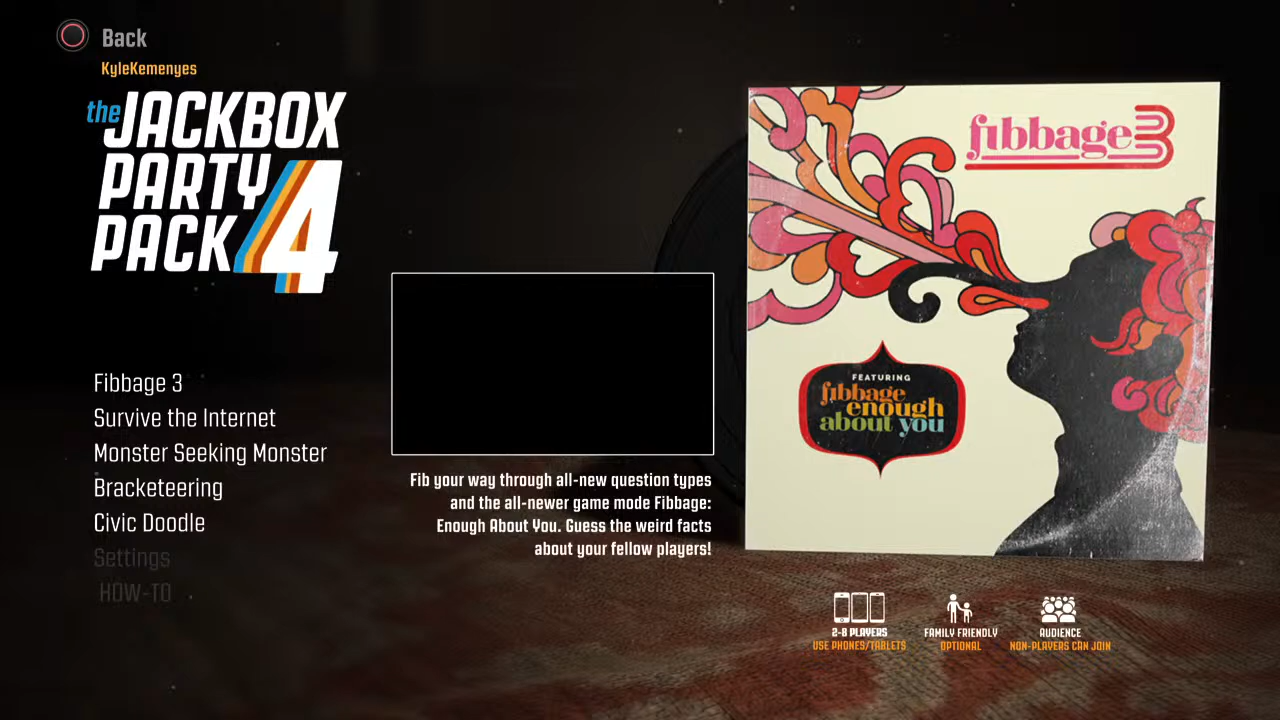 Back
KyleKemenyes
the JACKBOX
PARTY
PACK 4
Fibbage 3
Survive the Internet
Monster Seeking Monster
Bracketeering
Civic Doodle
Settings
HOW-TO
Fib your way through all-new question types
and the all-newer game mode Fibbage:
Enough About You. Guess the weird facts
about your fellow players!
fibbage 3
FEATURING
fibbage
enough
about you
2-8 PLAYERS
USE PHONES/TABLETS
FAMILY FRIENDLY
OPTIONAL
AUDIENCE
NON-PLAYERS CAN JOIN